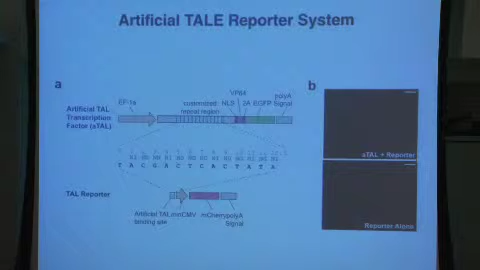 Artificial TALE Reporter System
a
b
VP64
polyA
EF-1a
customized
NLS 2A EGFP
Signal
repeat region
Artificial TAL
Transcription
Factor (aTAL)
aTAL + Reporter
TAL Reporter
Artificial TAL
minCMV
mCherry
polyA
binding site
Signal
Reporter Alone